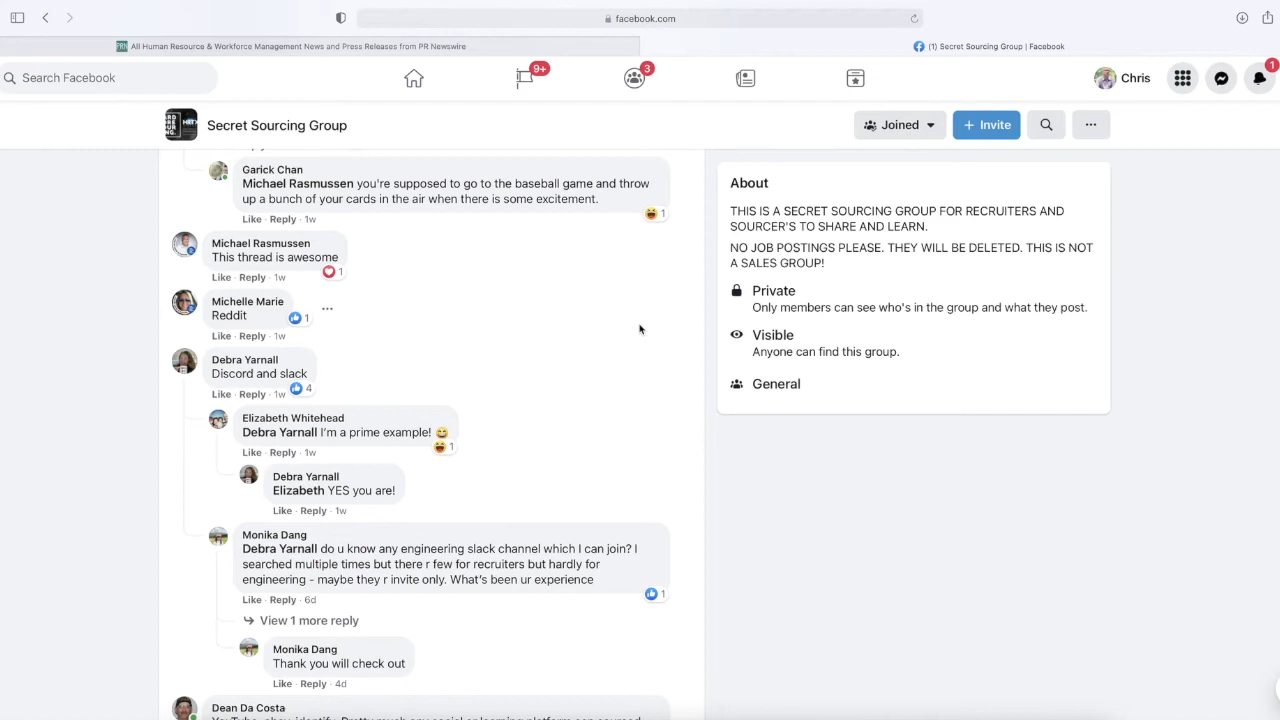 facebook.com
All Human Resource & Workforce Management News and Press Releases from PR Newswire
(1) Secret Sourcing Group | Facebook
Search Facebook
9+
3
Chris
1
Secret Sourcing Group
Joined
+ Invite
Garick Chan
Michael Rasmussen you're supposed to go to the baseball game and throw
up a bunch of your cards in the air when there is some excitement.
1
Like · Reply · 1w
Michael Rasmussen
This thread is awesome
1
Like · Reply · 1w
Michelle Marie
Reddit
1
Like · Reply · 1w
Debra Yarnall
Discord and slack
4
Like · Reply · 1w
Elizabeth Whitehead
Debra Yarnall I'm a prime example!
1
Like · Reply · 1w
Debra Yarnall
Elizabeth YES you are!
Like · Reply · 1w
Monika Dang
Debra Yarnall do u know any engineering slack channel which I can join? I
searched multiple times but there r few for recruiters but hardly for
engineering - maybe they r invite only. What's been ur experience
1
Like · Reply · 6d
View 1 more reply
Monika Dang
Thank you will check out
Like · Reply · 4d
Dean Da Costa
About
THIS IS A SECRET SOURCING GROUP FOR RECRUITERS AND
SOURCER'S TO SHARE AND LEARN.
NO JOB POSTINGS PLEASE. THEY WILL BE DELETED. THIS IS NOT
A SALES GROUP!
Private
Only members can see who's in the group and what they post.
Visible
Anyone can find this group.
General